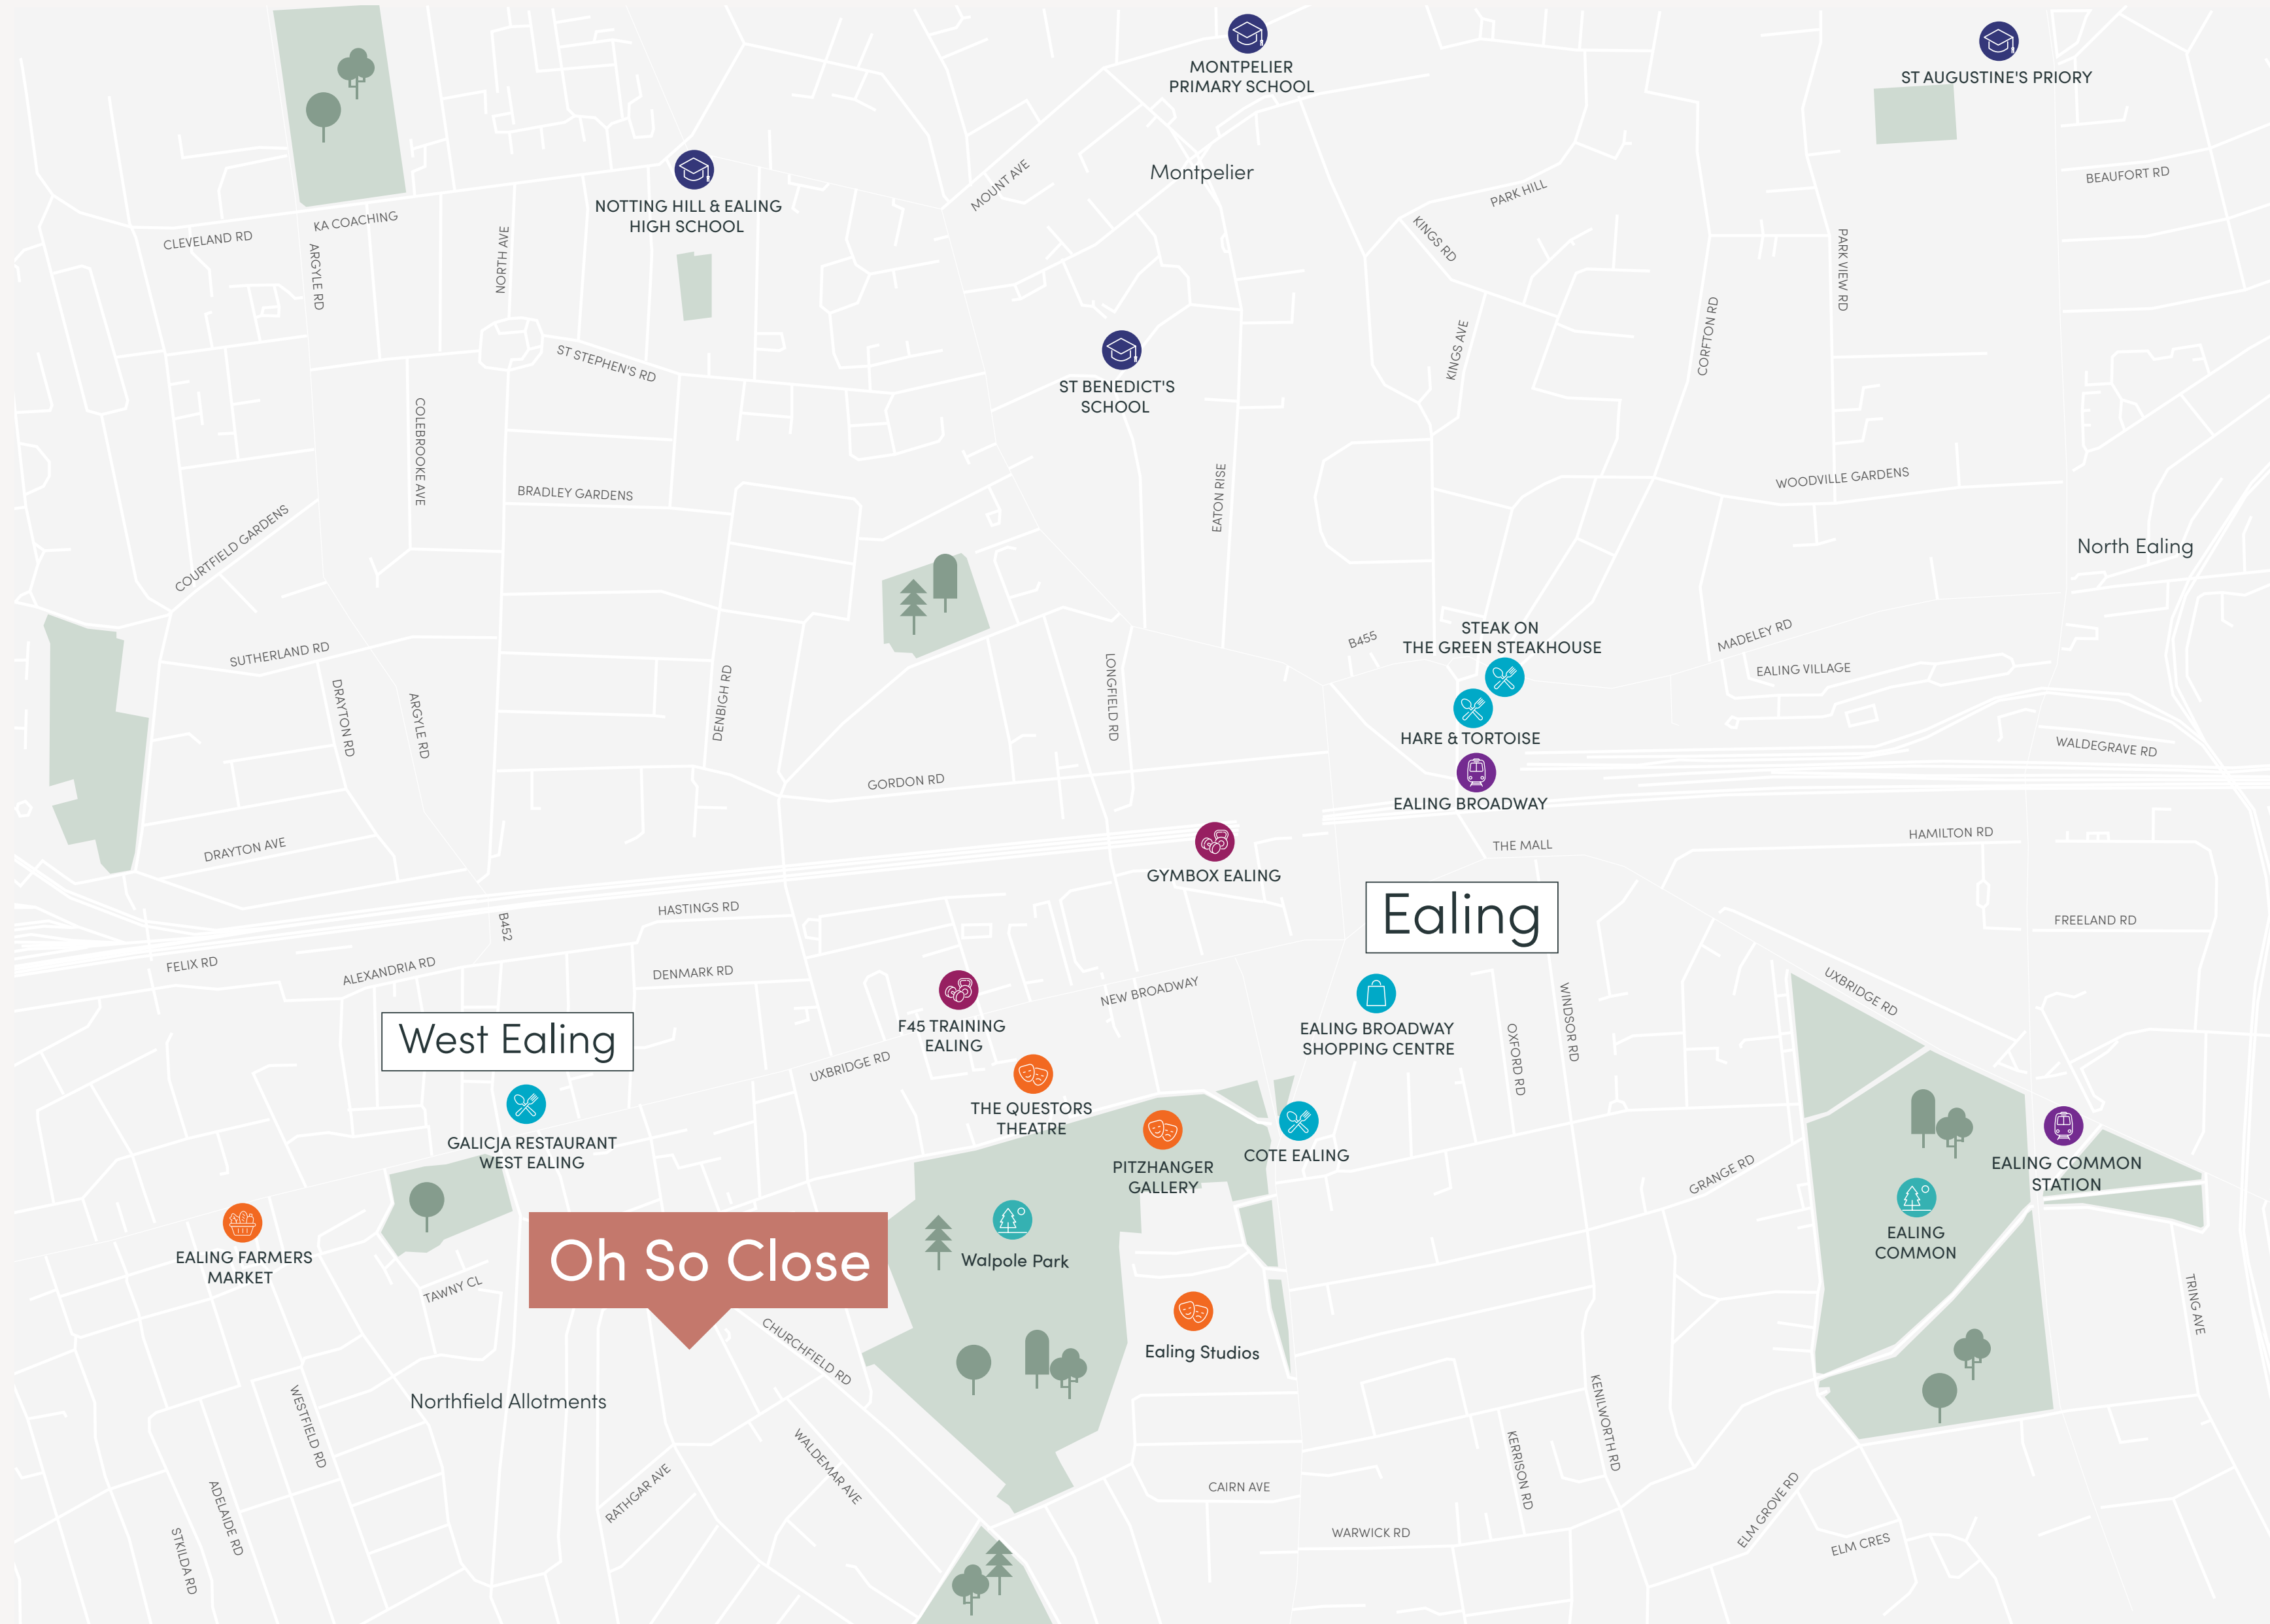 MONTPELIER
PRIMARY SCHOOL
ST AUGUSTINE'S PRIORY
Montpelier
NOTTING HILL & EALING
HIGH SCHOOL
MOUNT AVE
PARK HILL
BEAUFORT RD
CLEVELAND RD
KA COACHING
ARGYLE RD
NORTH AVE
KINGS RD
PARK VIEW RD
ST STEPHEN'S RD
KINGS AVE
CORFTON RD
ST BENEDICT'S
SCHOOL
COLEBROOKE AVE
BRADLEY GARDENS
EATON RISE
WOODVILLE GARDENS
COURTFIELD GARDENS
North Ealing
SUTHERLAND RD
B455
STEAK ON
THE GREEN STEAKHOUSE
MADELEY RD
EALING VILLAGE
DRAYTON RD
ARGYLE RD
DENBIGH RD
LONGFIELD RD
HARE & TORTOISE
WALDEGRAVE RD
GORDON RD
EALING BROADWAY
DRAYTON AVE
THE MALL
HAMILTON RD
GYMBOX EALING
B452
HASTINGS RD
Ealing
FREELAND RD
FELIX RD
ALEXANDRIA RD
DENMARK RD
NEW BROADWAY
UXBRIDGE RD
WINDSOR RD
OXFORD RD
F45 TRAINING
EALING
EALING BROADWAY
SHOPPING CENTRE
West Ealing
UXBRIDGE RD
THE QUESTORS
THEATRE
GALICJA RESTAURANT
WEST EALING
PITZHANGER
GALLERY
COTE EALING
GRANGE RD
EALING COMMON
STATION
EALING FARMERS
MARKET
Oh So Close
Walpole Park
EALING
COMMON
TAWNY CL
CHURCHFIELD RD
Ealing Studios
TRING AVE
Northfield Allotments
WESTFIELD RD
WALDEMAR AVE
KENILWORTH RD
KERRISON RD
RATHGAR AVE
CAIRN AVE
ADELAIDE RD
STKILDA RD
WARWICK RD
ELM GROVE RD
ELM CRES